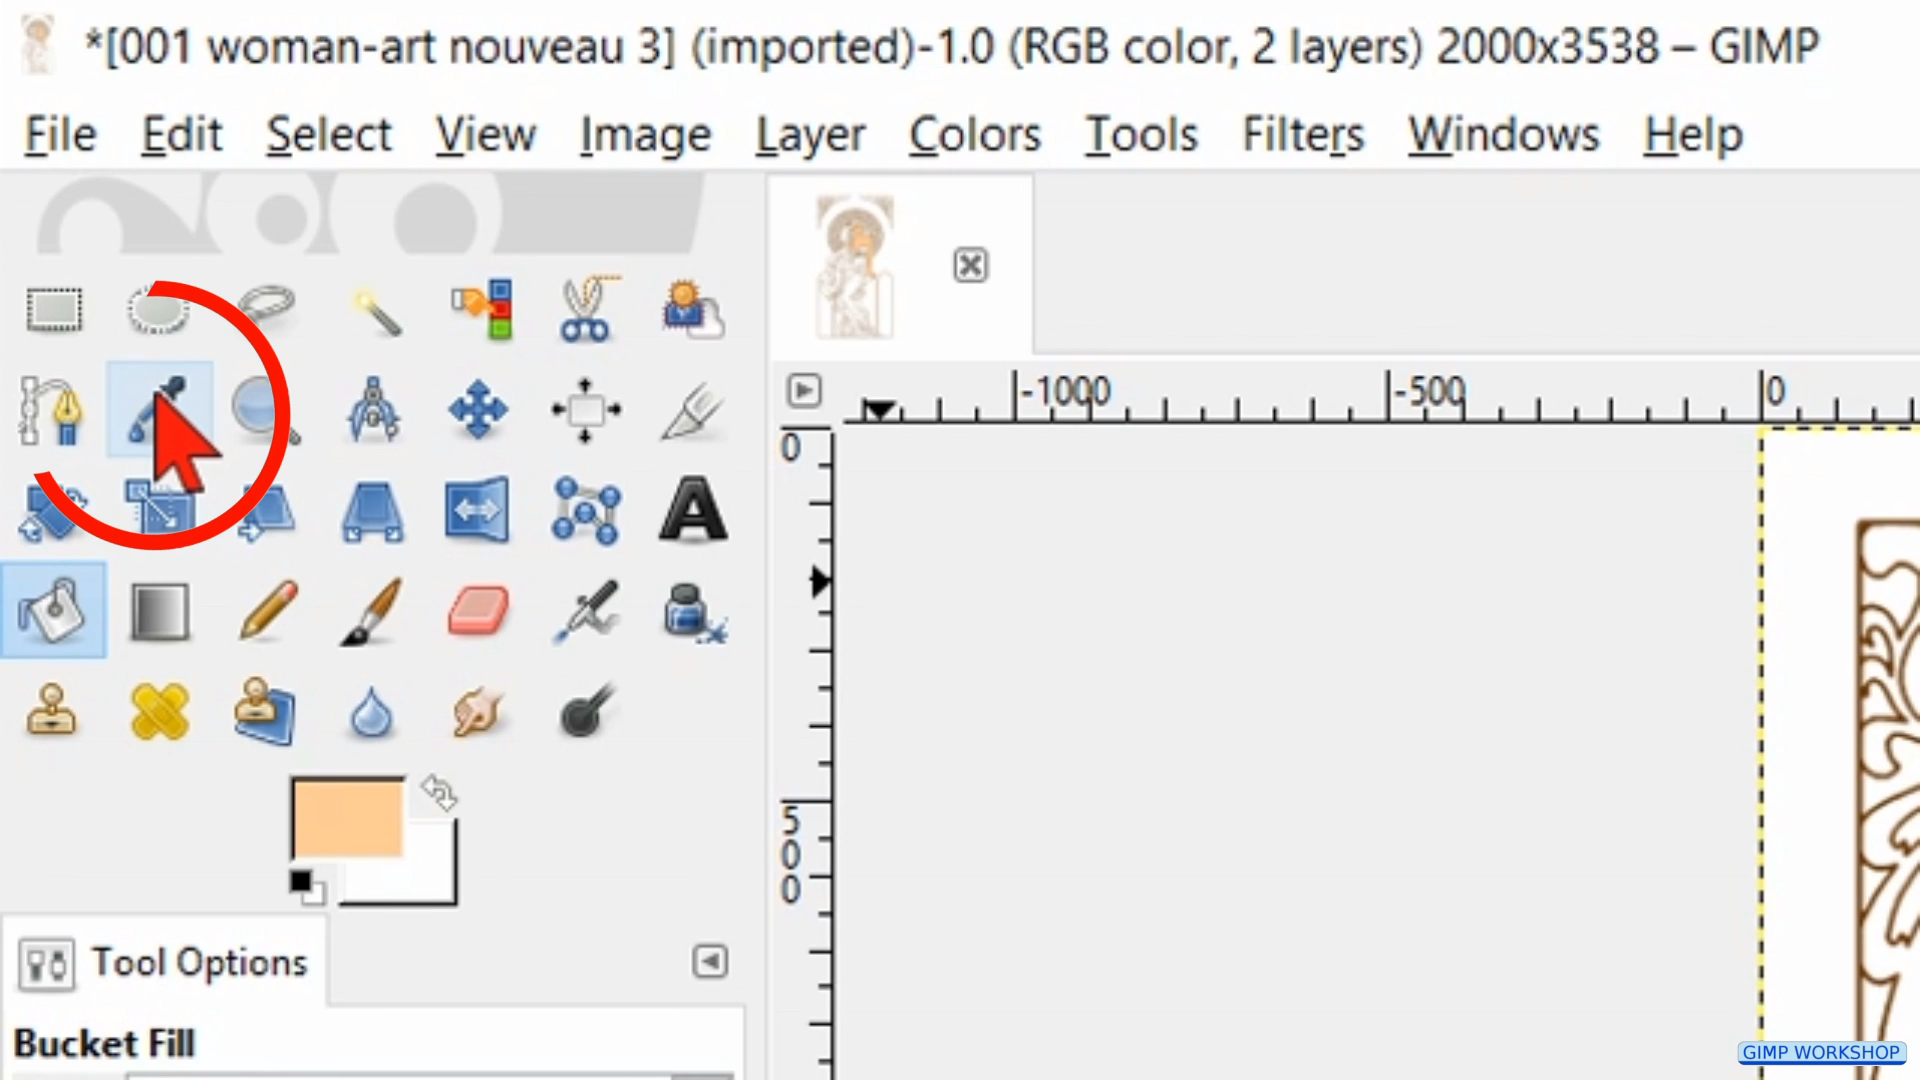 *[001 woman-art nouveau 3] (imported)-1.0 (RGB color, 2 layers) 2000x3538 – GIMP
File Edit Select View Image Layer Colors Tools Filters Windows Help
-1000 -500 0
0
500
Tool Options
Bucket Fill
GIMP WORKSHOP